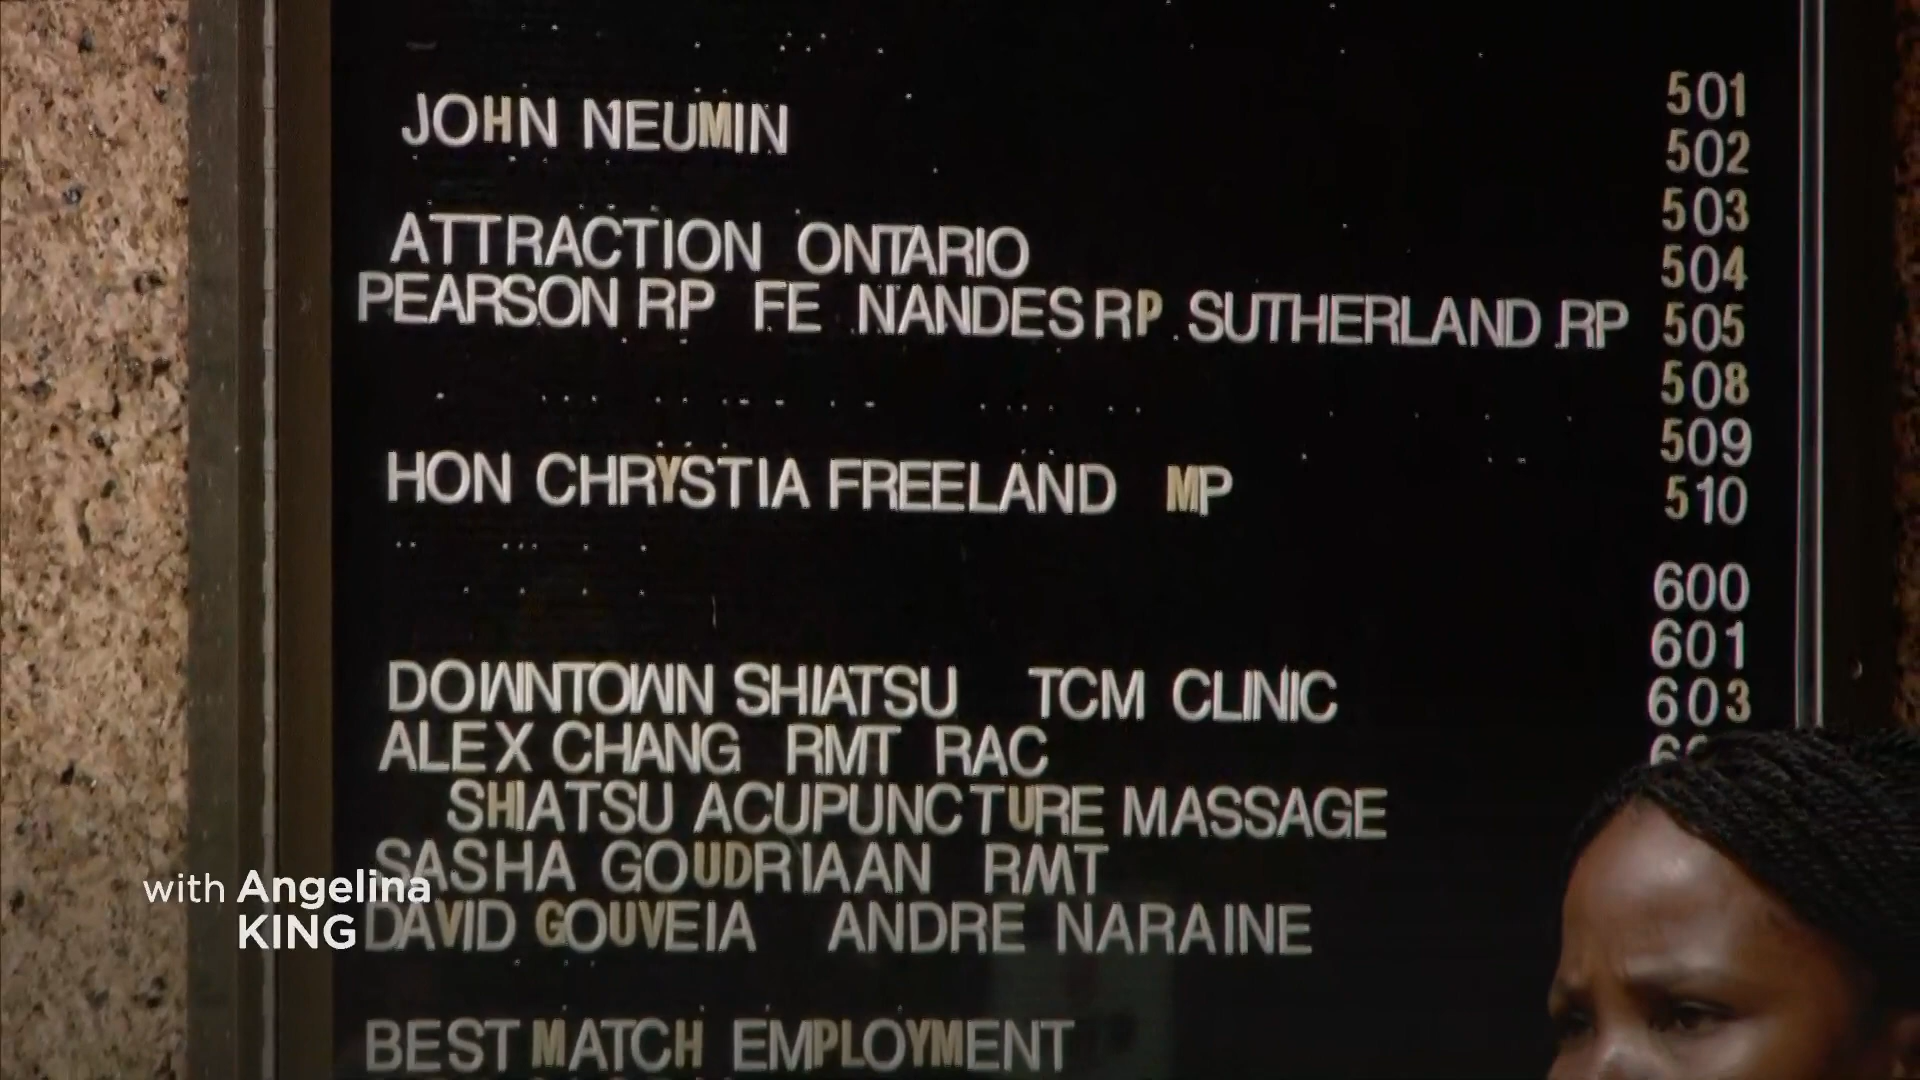 501
JOHN NEUMIN 502
503
ATTRACTION ONTARIO 504
PEARSON RP FE NANDES RP SUTHERLAND RP 505
508
509
HON CHRYSTIA FREELAND MP 510
600
601
DOWNTOWN SHIATSU TCM CLINIC 603
ALEX CHANG RMT RAC
SHIATSU ACUPUNCTURE MASSAGE
SASHA GOUDRIAAN RMT
DAVID GOUVEIA ANDRE NARAINE
BEST MATCH EMPLOYMENT
with Angelina
KING